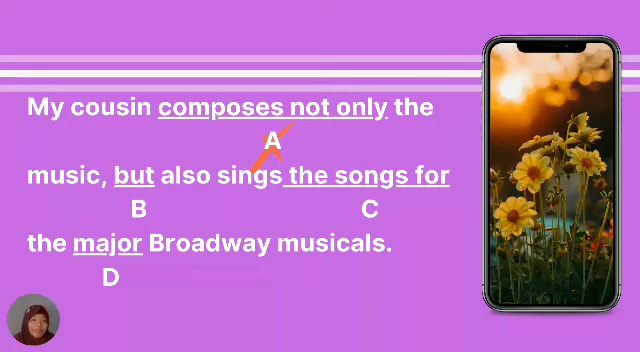 My cousin composes not only the
A
music, but also sings the songs for
B C
the major Broadway musicals.
D